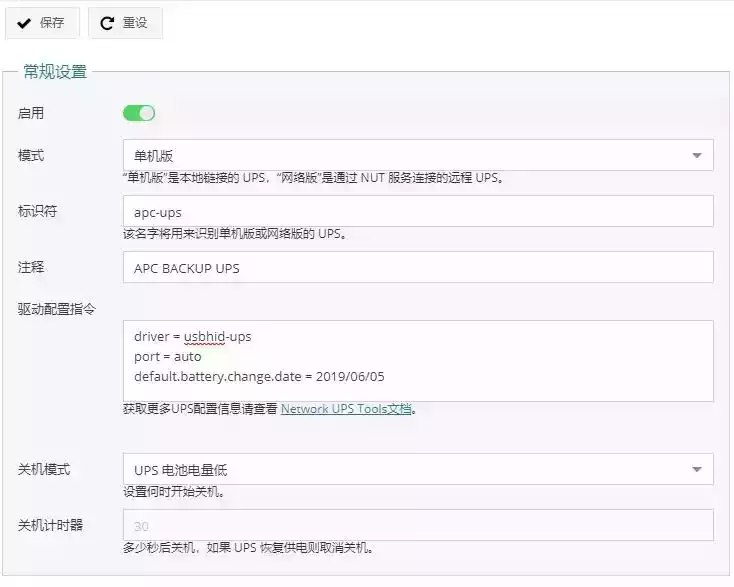 保存 重设
常规设置
启用
模式 单机版
“单机版”是本地链接的 UPS，“网络版”是通过 NUT 服务连接的远程 UPS。
标识符 apc-ups
该名字将用来识别单机版或网络版的 UPS。
注释 APC BACKUP UPS
驱动配置指令
driver = usbhid-ups
port = auto
default.battery.change.date = 2019/06/05
获取更多UPS配置信息请查看 Network UPS Tools文档。
关机模式 UPS 电池电量低
设置何时开始关机。
关机计时器 30
多少秒后关机，如果 UPS 恢复供电则取消关机。